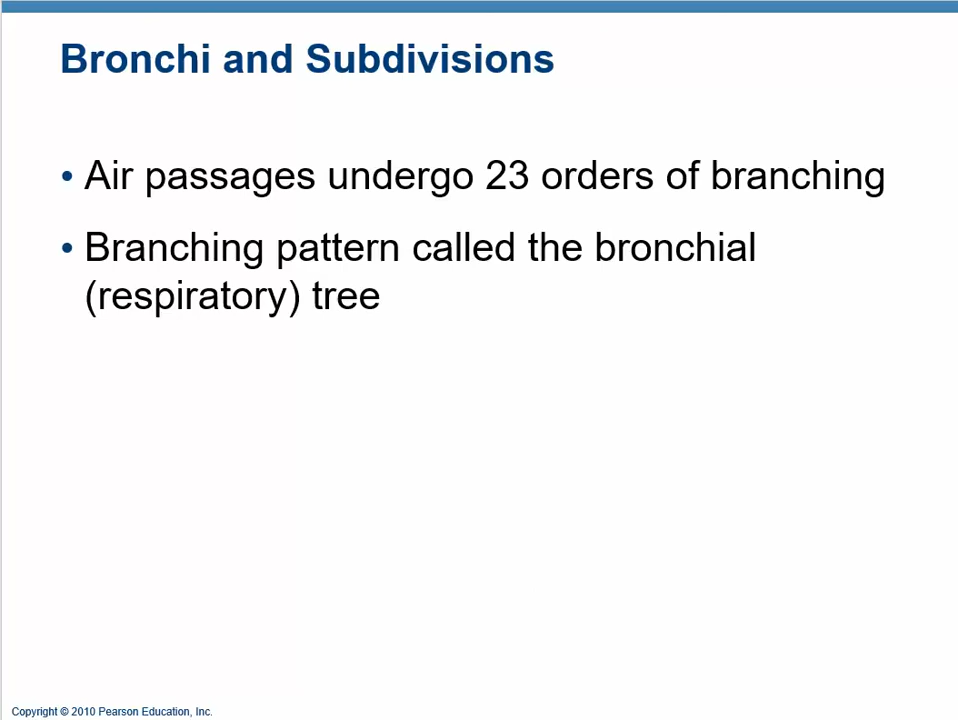 Bronchi and Subdivisions
• Air passages undergo 23 orders of branching
• Branching pattern called the bronchial
(respiratory) tree
Copyright © 2010 Pearson Education, Inc.